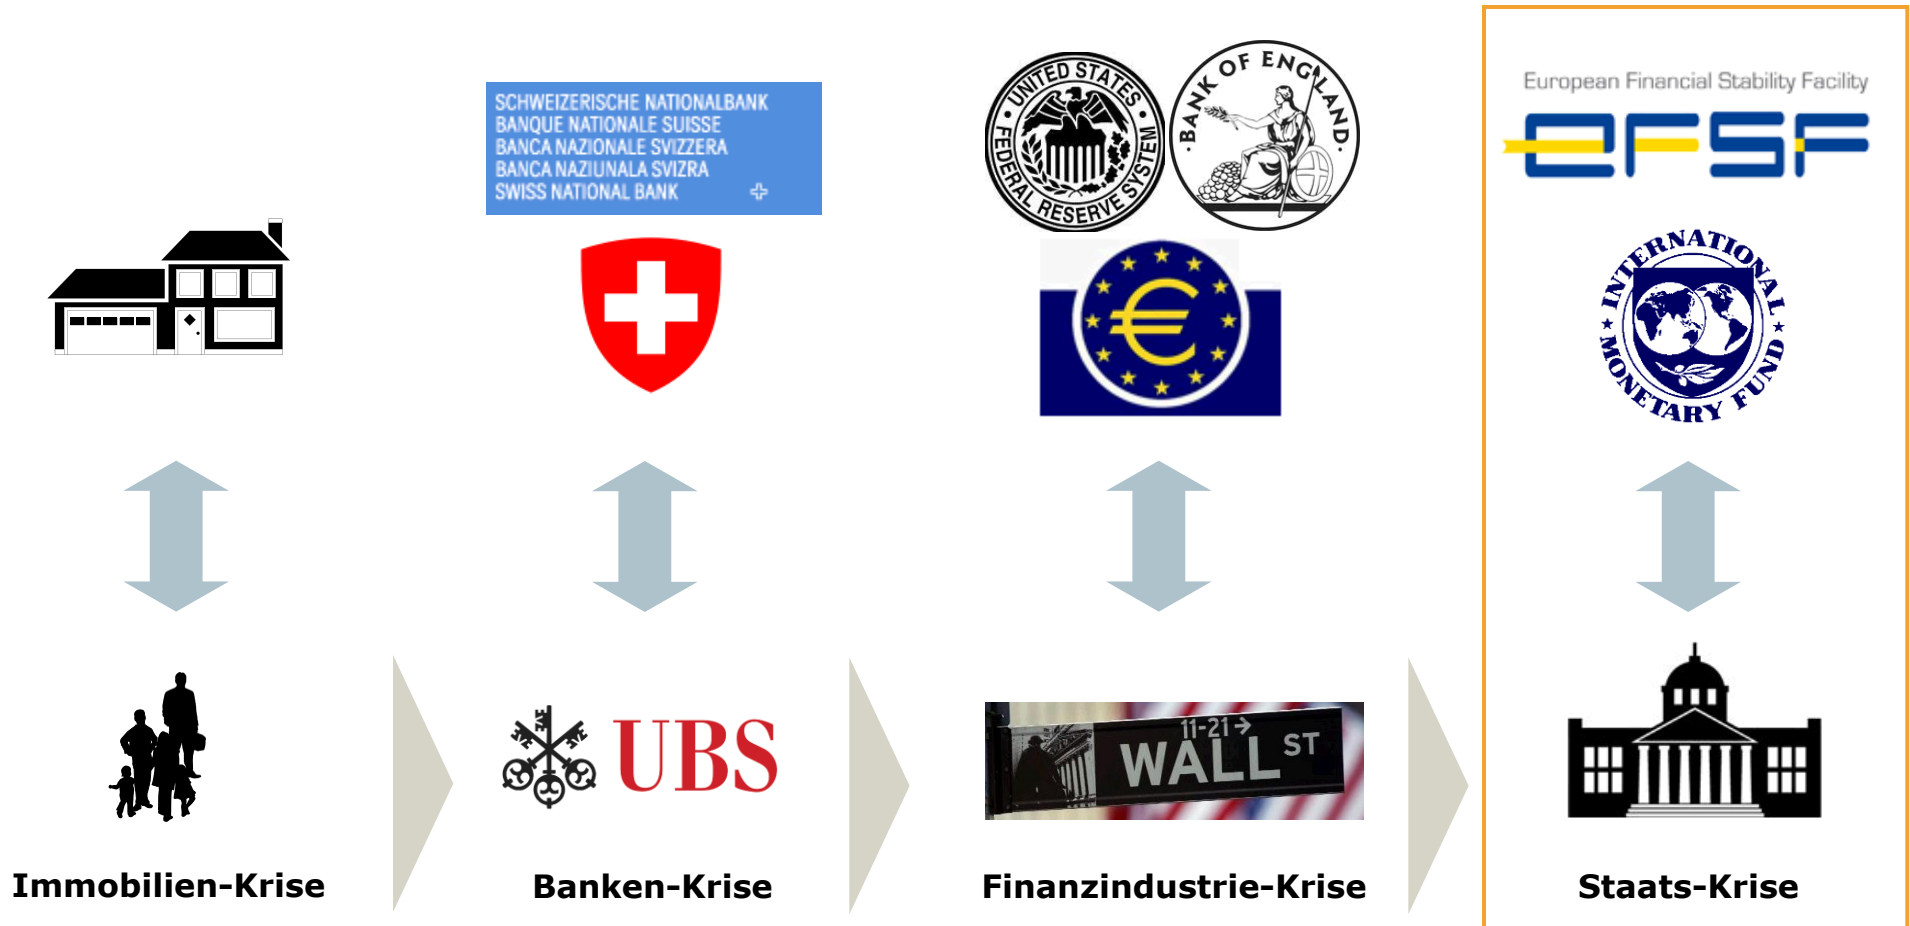 SCHWEIZERISCHE NATIONALBANK
BANQUE NATIONALE SUISSE
BANCA NAZIONALE SVIZZERA
BANCA NAZIUNALA SVIZRA
SWISS NATIONAL BANK
UNITED STATES
FEDERAL RESERVE SYSTEM
BANK OF ENGLAND
€
European Financial Stability Facility
EFSF
INTERNATIONAL
MONETARY FUND
UBS
11-21→
WALL ST
Immobilien-Krise
Banken-Krise
Finanzindustrie-Krise
Staats-Krise